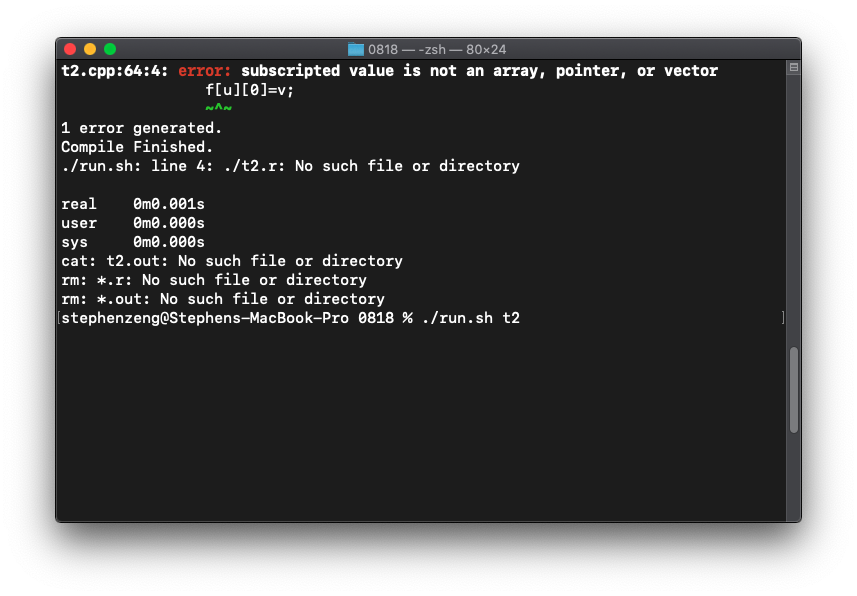 0818 — -zsh — 80×24
t2.cpp:64:4: error: subscripted value is not an array, pointer, or vector
                f[u][0]=v;
                ~^~
1 error generated.
Compile Finished.
./run.sh: line 4: ./t2.r: No such file or directory
real    0m0.001s
user    0m0.000s
sys     0m0.000s
cat: t2.out: No such file or directory
rm: *.r: No such file or directory
rm: *.out: No such file or directory
[stephenzeng@Stephens-MacBook-Pro 0818 % ./run.sh t2 ]